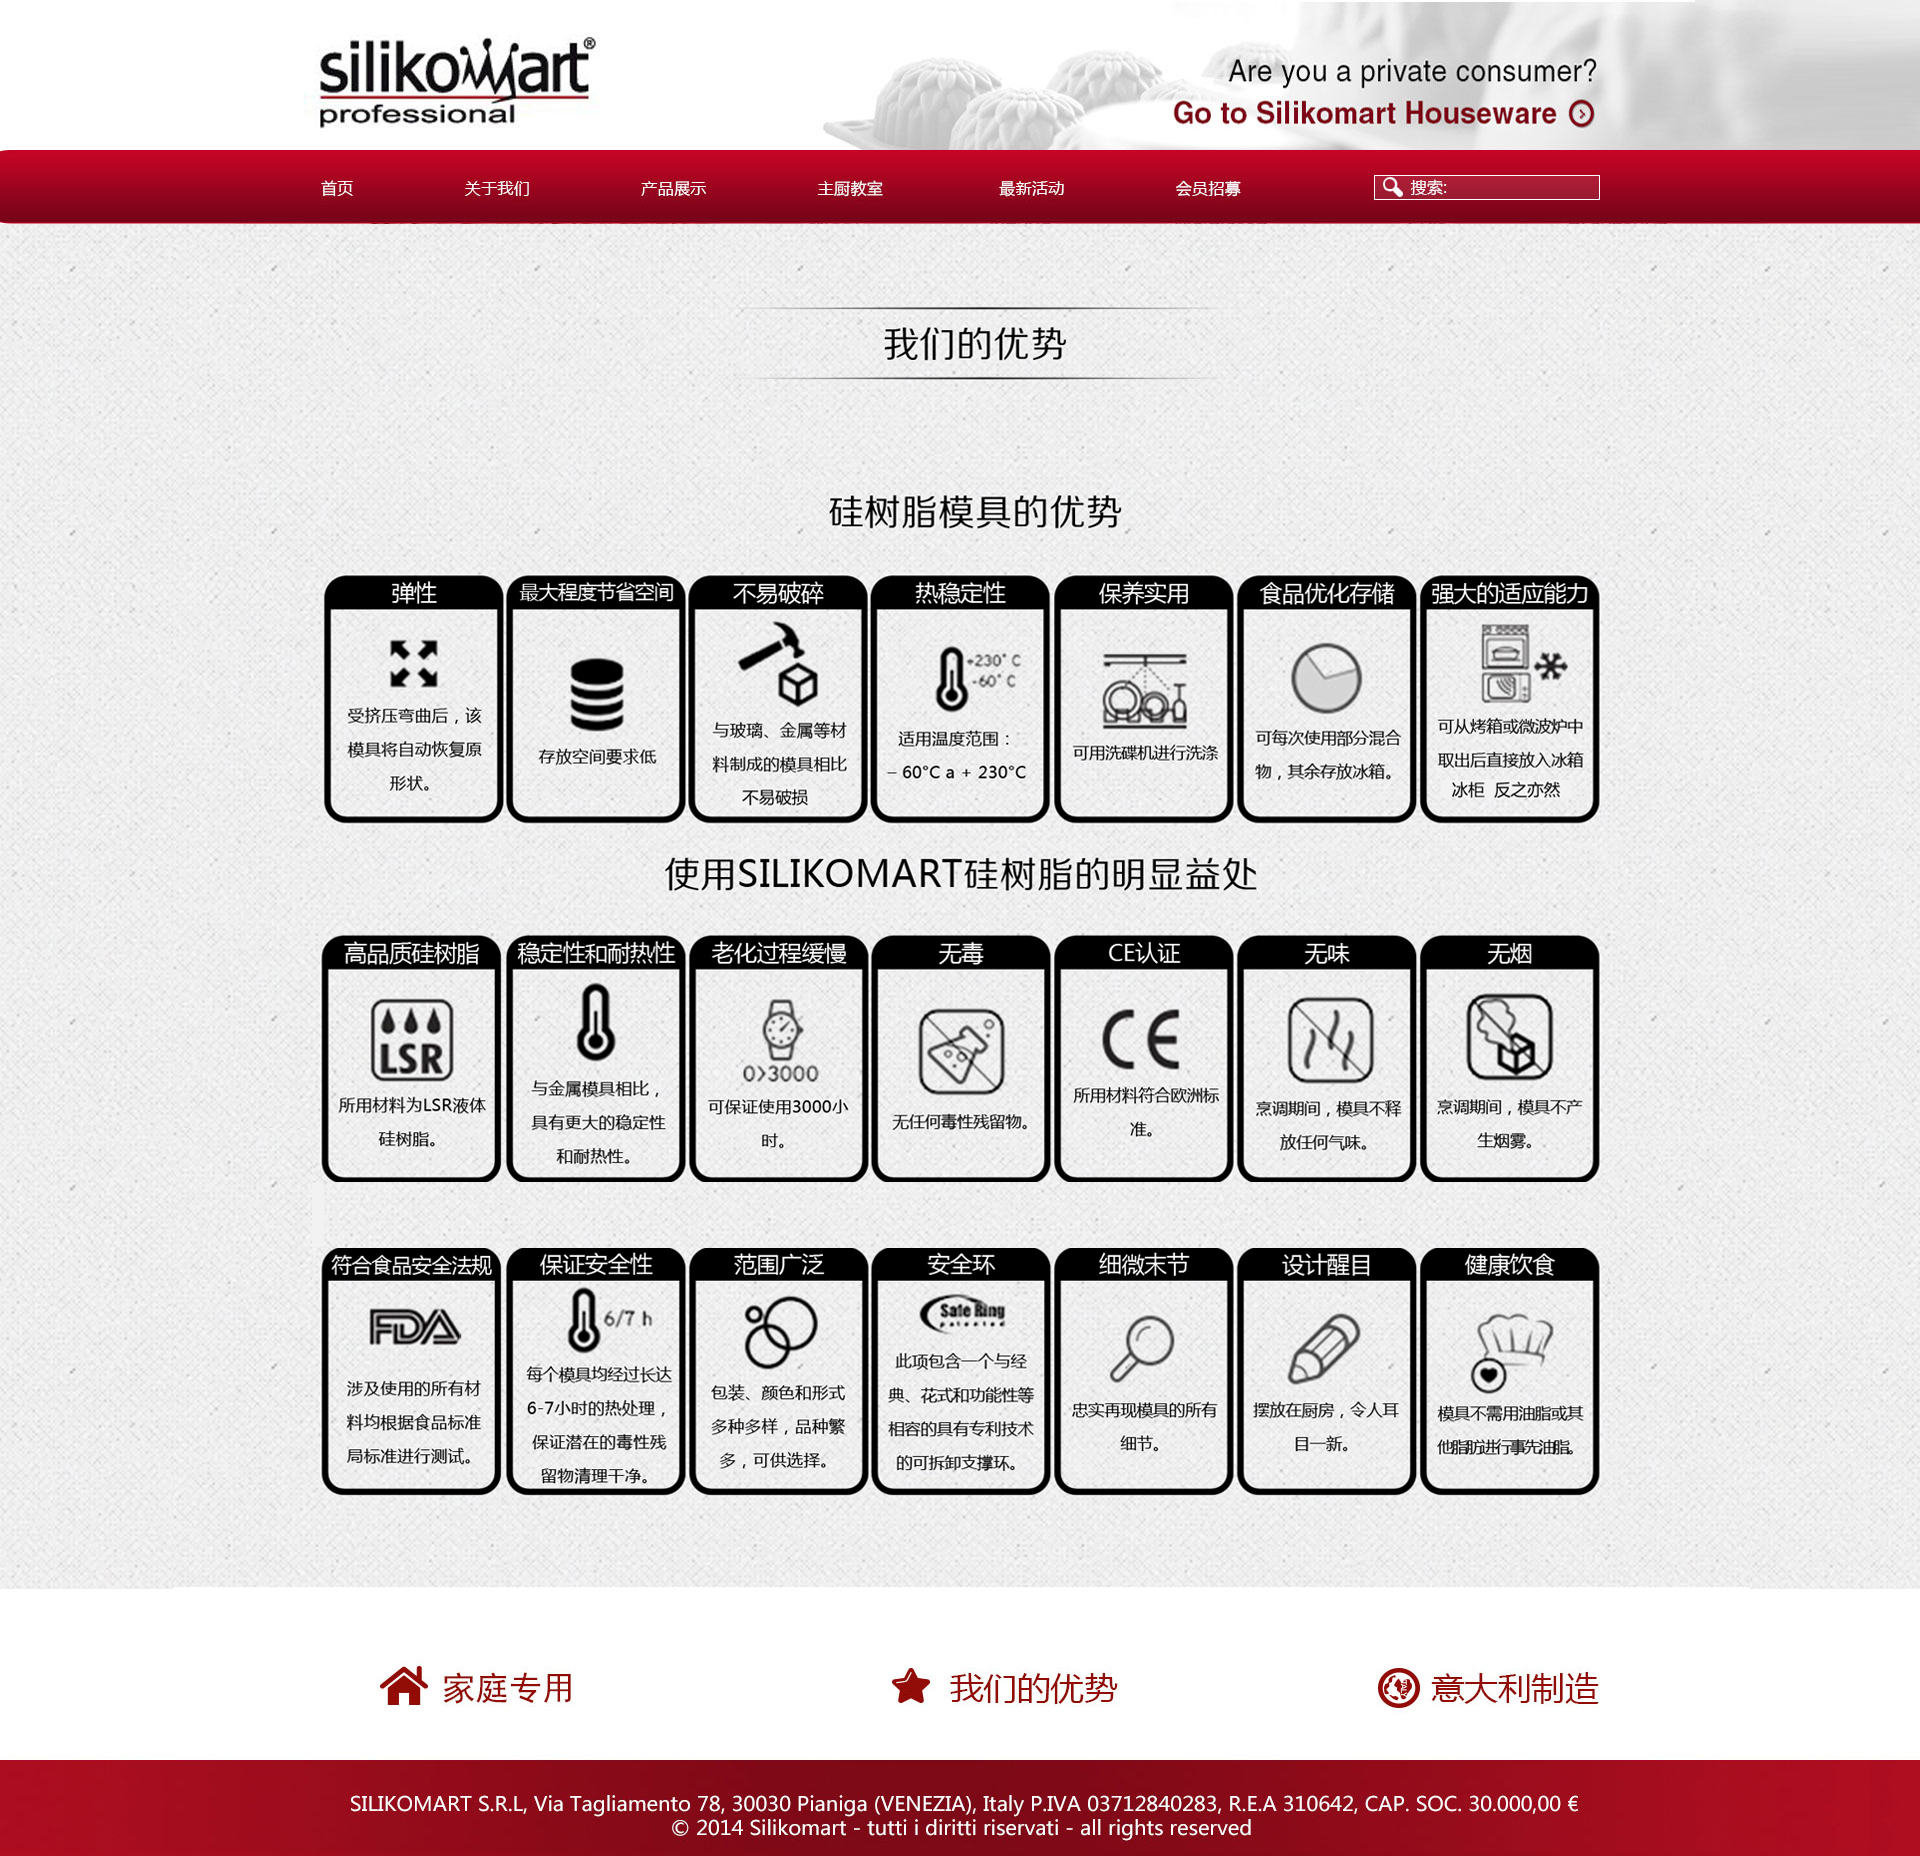 silikomart®
professional
Are you a private consumer?
Go to Silikomart Houseware
首页 关于我们 产品展示 主厨教室 最新活动 会员招募 搜索:
我们的优势
硅树脂模具的优势
弹性
受挤压弯曲后，该
模具将自动恢复原
形状。
最大程度节省空间
存放空间要求低
不易破碎
与玻璃、金属等材
料制成的模具相比
不易破损
热稳定性
+230° C
-60° C
适用温度范围：
– 60°C a + 230°C
保养实用
可用洗碟机进行洗涤
食品优化存储
可每次使用部分混合
物，其余存放冰箱。
强大的适应能力
可从烤箱或微波炉中
取出后直接放入冰箱
冰柜 反之亦然
使用SILIKOMART硅树脂的明显益处
高品质硅树脂
LSR
所用材料为LSR液体
硅树脂。
稳定性和耐热性
与金属模具相比，
具有更大的稳定性
和耐热性。
老化过程缓慢
0>3000
可保证使用3000小
时。
无毒
无任何毒性残留物。
CE认证
CE
所用材料符合欧洲标
准。
无味
烹调期间，模具不释
放任何气味。
无烟
烹调期间，模具不产
生烟雾。
符合食品安全法规
FDA
涉及使用的所有材
料均根据食品标准
局标准进行测试。
保证安全性
6/7 h
每个模具均经过长达
6-7小时的热处理，
保证潜在的毒性残
留物清理干净。
范围广泛
包装、颜色和形式
多种多样，品种繁
多，可供选择。
安全环
Safe Ring
patented
此项包含一个与经
典、花式和功能性等
相容的具有专利技术
的可拆卸支撑环。
细微末节
忠实再现模具的所有
细节。
设计醒目
摆放在厨房，令人耳
目一新。
健康饮食
模具不需用油脂或其
他脂肪进行事先油脂。
家庭专用
我们的优势
意大利制造
SILIKOMART S.R.L, Via Tagliamento 78, 30030 Pianiga (VENEZIA), Italy P.IVA 03712840283, R.E.A 310642, CAP. SOC. 30.000,00 €
© 2014 Silikomart - tutti i diritti riservati - all rights reserved